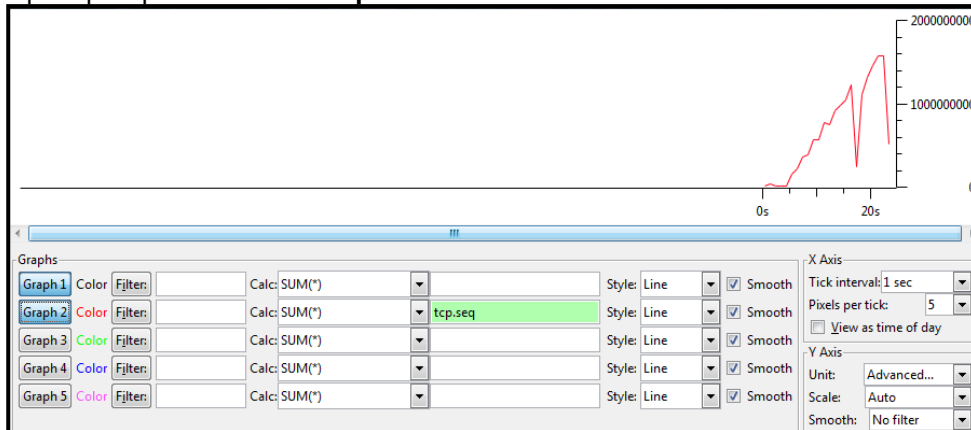 2000000000
1000000000
0s 20s
Graphs
Graph 1 Color Filter: Calc: SUM(*) Style: Line Smooth
Graph 2 Color Filter: Calc: SUM(*) tcp.seq Style: Line Smooth
Graph 3 Color Filter: Calc: SUM(*) Style: Line Smooth
Graph 4 Color Filter: Calc: SUM(*) Style: Line Smooth
Graph 5 Color Filter: Calc: SUM(*) Style: Line Smooth
X Axis
Tick interval: 1 sec
Pixels per tick: 5
View as time of day
Y Axis
Unit: Advanced...
Scale: Auto
Smooth: No filter